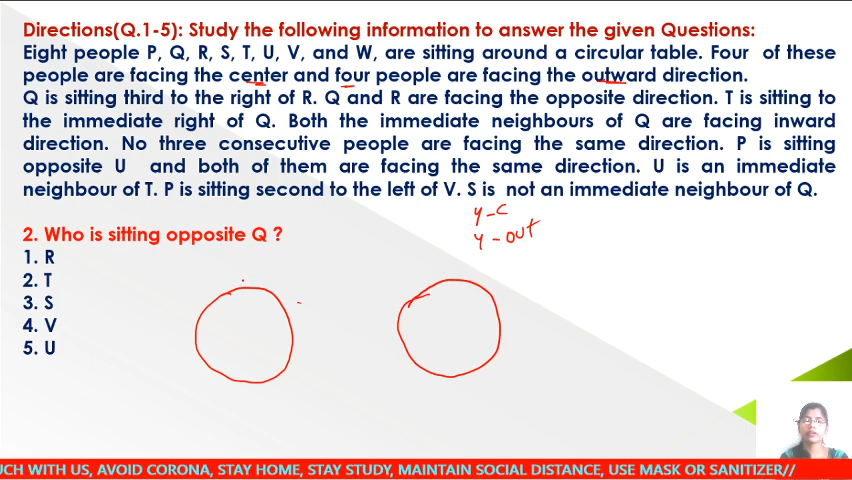 Directions(Q.1-5): Study the following information to answer the given Questions:
Eight people P, Q, R, S, T, U, V, and W, are sitting around a circular table. Four of these
people are facing the center and four people are facing the outward direction.
Q is sitting third to the right of R. Q and R are facing the opposite direction. T is sitting to
the immediate right of Q. Both the immediate neighbours of Q are facing inward
direction. No three consecutive people are facing the same direction. P is sitting
opposite U and both of them are facing the same direction. U is an immediate
neighbour of T. P is sitting second to the left of V. S is not an immediate neighbour of Q.
4-C
4-out
2. Who is sitting opposite Q ?
1. R
2. T
3. S
4. V
5. U
UCH WITH US, AVOID CORONA, STAY HOME, STAY STUDY, MAINTAIN SOCIAL DISTANCE, USE MASK OR SANITIZER//